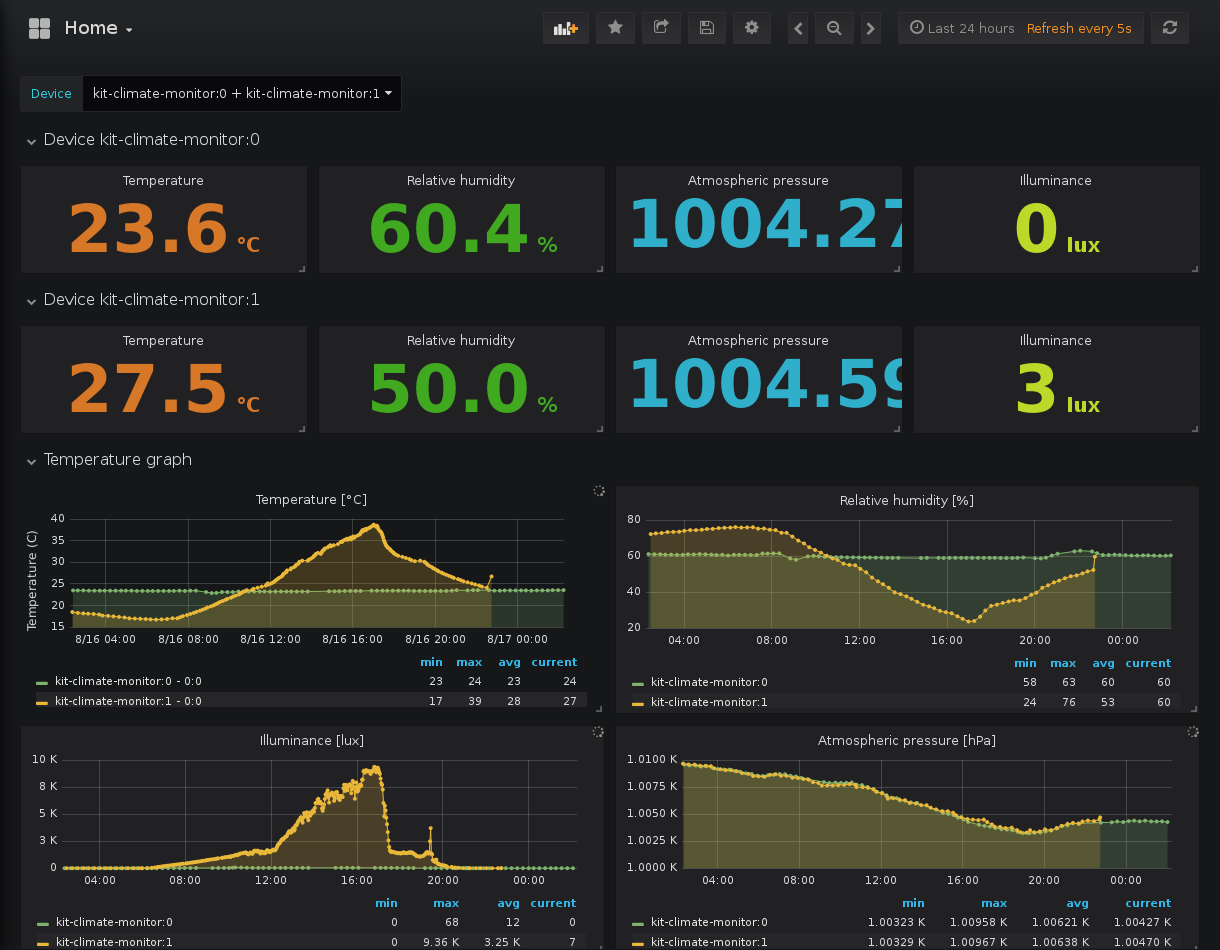 Home
Last 24 hours Refresh every 5s
Device kit-climate-monitor:0 + kit-climate-monitor:1
Device kit-climate-monitor:0
Temperature Relative humidity Atmospheric pressure Illuminance
23.6 °C 60.4 % 1004.27 0 lux
Device kit-climate-monitor:1
Temperature Relative humidity Atmospheric pressure Illuminance
27.5 °C 50.0 % 1004.59 3 lux
Temperature graph
Temperature [°C]
Temperature (C)
40
35
30
25
20
15
8/16 04:00 8/16 08:00 8/16 12:00 8/16 16:00 8/16 20:00 8/17 00:00
min max avg current
kit-climate-monitor:0 - 0:0 23 24 23 24
kit-climate-monitor:1 - 0:0 17 39 28 27
Relative humidity [%]
80
60
40
20
04:00 08:00 12:00 16:00 20:00 00:00
min max avg current
kit-climate-monitor:0 58 63 60 60
kit-climate-monitor:1 24 76 53 60
Illuminance [lux]
10 K
8 K
5 K
3 K
0
04:00 08:00 12:00 16:00 20:00 00:00
min max avg current
kit-climate-monitor:0 0 68 12 0
kit-climate-monitor:1 0 9.36 K 3.25 K 7
Atmospheric pressure [hPa]
1.0100 K
1.0075 K
1.0050 K
1.0025 K
1.0000 K
04:00 08:00 12:00 16:00 20:00 00:00
min max avg current
kit-climate-monitor:0 1.00323 K 1.00958 K 1.00621 K 1.00427 K
kit-climate-monitor:1 1.00329 K 1.00967 K 1.00638 K 1.00470 K